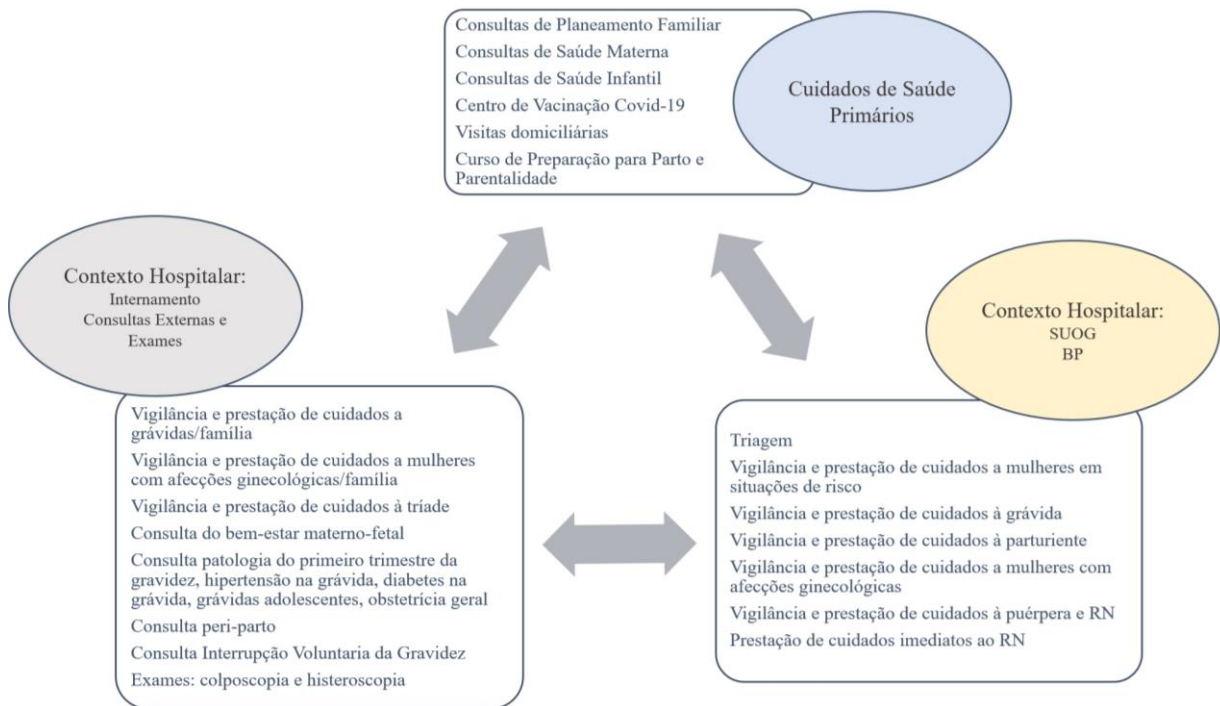 Consultas de Planeamento Familiar
Consultas de Saúde Materna
Consultas de Saúde Infantil
Centro de Vacinação Covid-19
Visitas domiciliárias
Curso de Preparação para Parto e
Parentalidade
Cuidados de Saúde
Primários
Contexto Hospitalar:
Internamento
Consultas Externas e
Exames
Vigilância e prestação de cuidados a
grávidas/família
Vigilância e prestação de cuidados a mulheres
com afecções ginecológicas/família
Vigilância e prestação de cuidados à tríade
Consulta do bem-estar materno-fetal
Consulta patologia do primeiro trimestre da
gravidez, hipertensão na grávida, diabetes na
grávida, grávidas adolescentes, obstetrícia geral
Consulta peri-parto
Consulta Interrupção Voluntaria da Gravidez
Exames: colposcopia e histeroscopia
Contexto Hospitalar:
SUOG
BP
Triagem
Vigilância e prestação de cuidados a mulheres em
situações de risco
Vigilância e prestação de cuidados à grávida
Vigilância e prestação de cuidados à parturiente
Vigilância e prestação de cuidados a mulheres com
afecções ginecológicas
Vigilância e prestação de cuidados à puérpera e RN
Prestação de cuidados imediatos ao RN